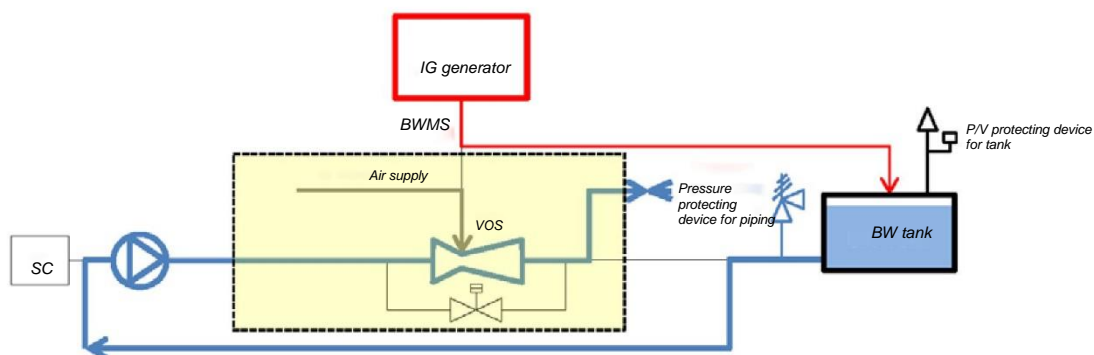 IG generator
BWMS
P/V protecting device
for tank
Air supply
Pressure
protecting
device for piping
VOS
BW tank
SC